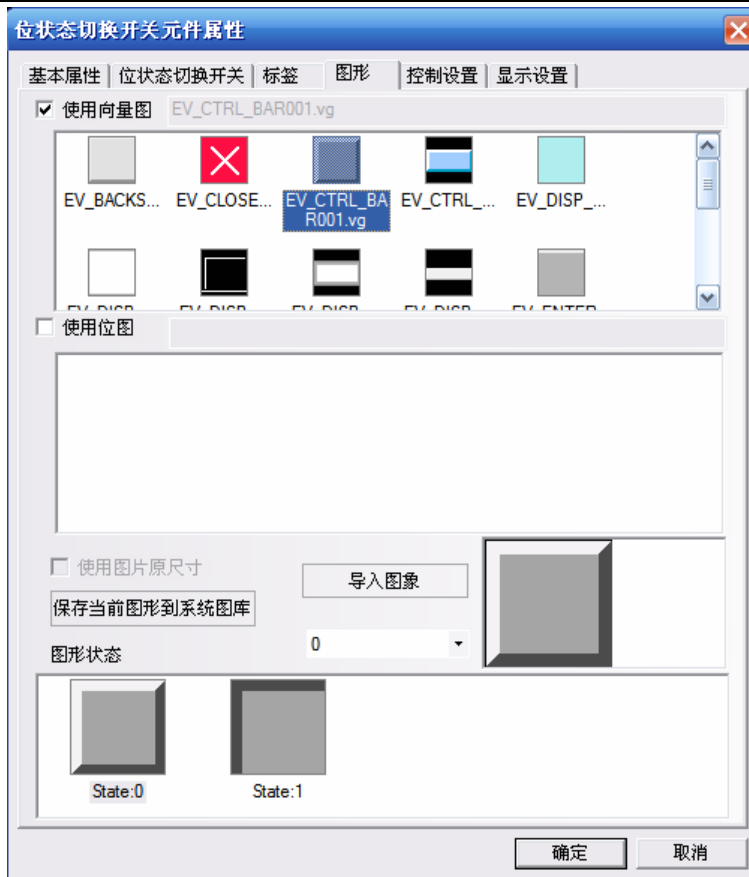 位状态切换开关元件属性
基本属性 位状态切换开关 标签 图形 控制设置 显示设置
使用向量图 EV_CTRL_BAR001.vg
EV_BACKS... EV_CLOSE... EV_CTRL_BA EV_CTRL_... EV_DISP_...
R001.vg
使用位图
使用图片原尺寸
导入图象
保存当前图形到系统图库
0
图形状态
State:0 State:1
确定 取消